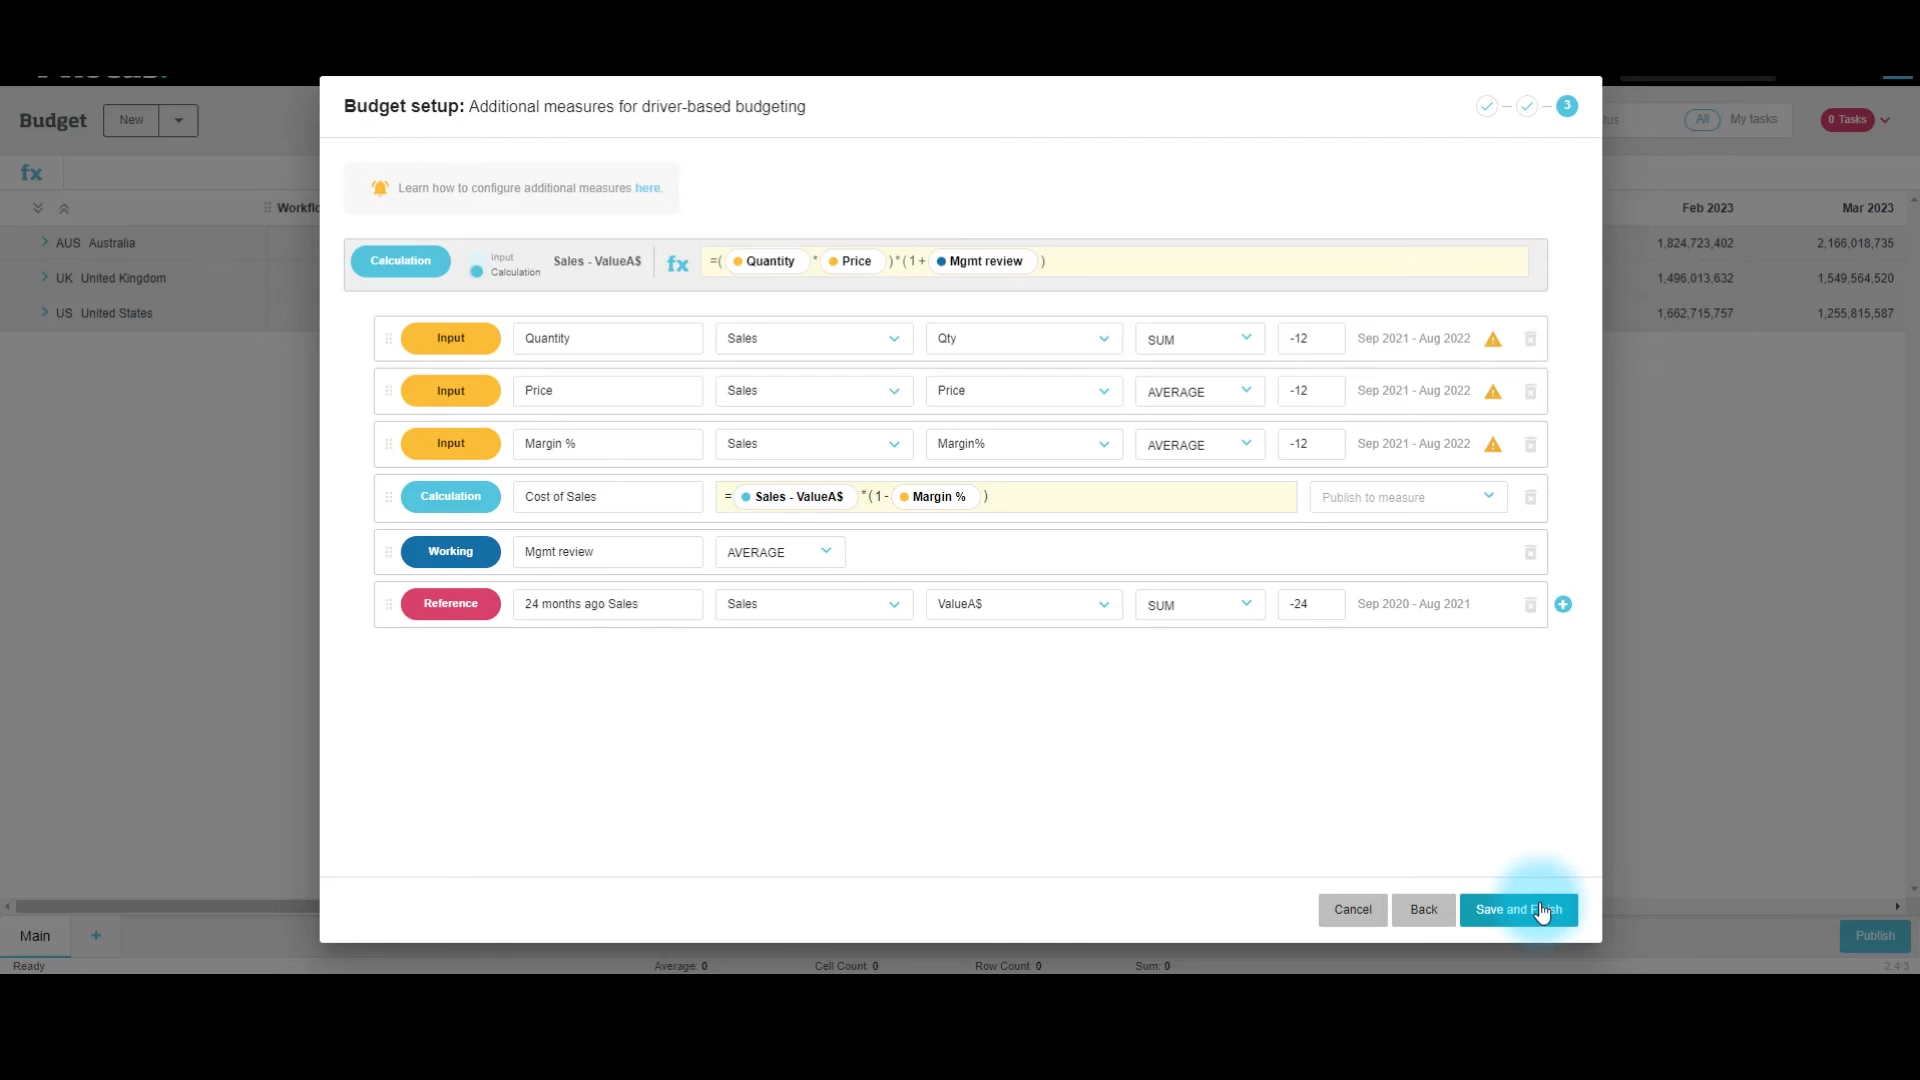 Budget setup: Additional measures for driver-based budgeting
3
Budget
New
All
My tasks
0 Tasks
fx
Learn how to configure additional measures here.
Feb 2023
Mar 2023
AUS Australia
1,824,723,402
2,166,018,735
UK United Kingdom
1,496,013,632
1,549,564,520
US United States
1,662,715,757
1,255,815,587
Calculation
Input
Calculation
Sales - ValueA$
fx
=( Quantity * Price )*(1+ Mgmt review )
Input
Quantity
Sales
Qty
SUM
-12
Sep 2021 - Aug 2022
Input
Price
Sales
Price
AVERAGE
-12
Sep 2021 - Aug 2022
Input
Margin %
Sales
Margin%
AVERAGE
-12
Sep 2021 - Aug 2022
Calculation
Cost of Sales
= Sales - ValueA$ *(1- Margin % )
Publish to measure
Working
Mgmt review
AVERAGE
Reference
24 months ago Sales
Sales
ValueA$
SUM
-24
Sep 2020 - Aug 2021
Cancel
Back
Save and Finish
Main
Publish
Ready
Average: 0
Cell Count: 0
Row Count: 0
Sum: 0
2.4.3